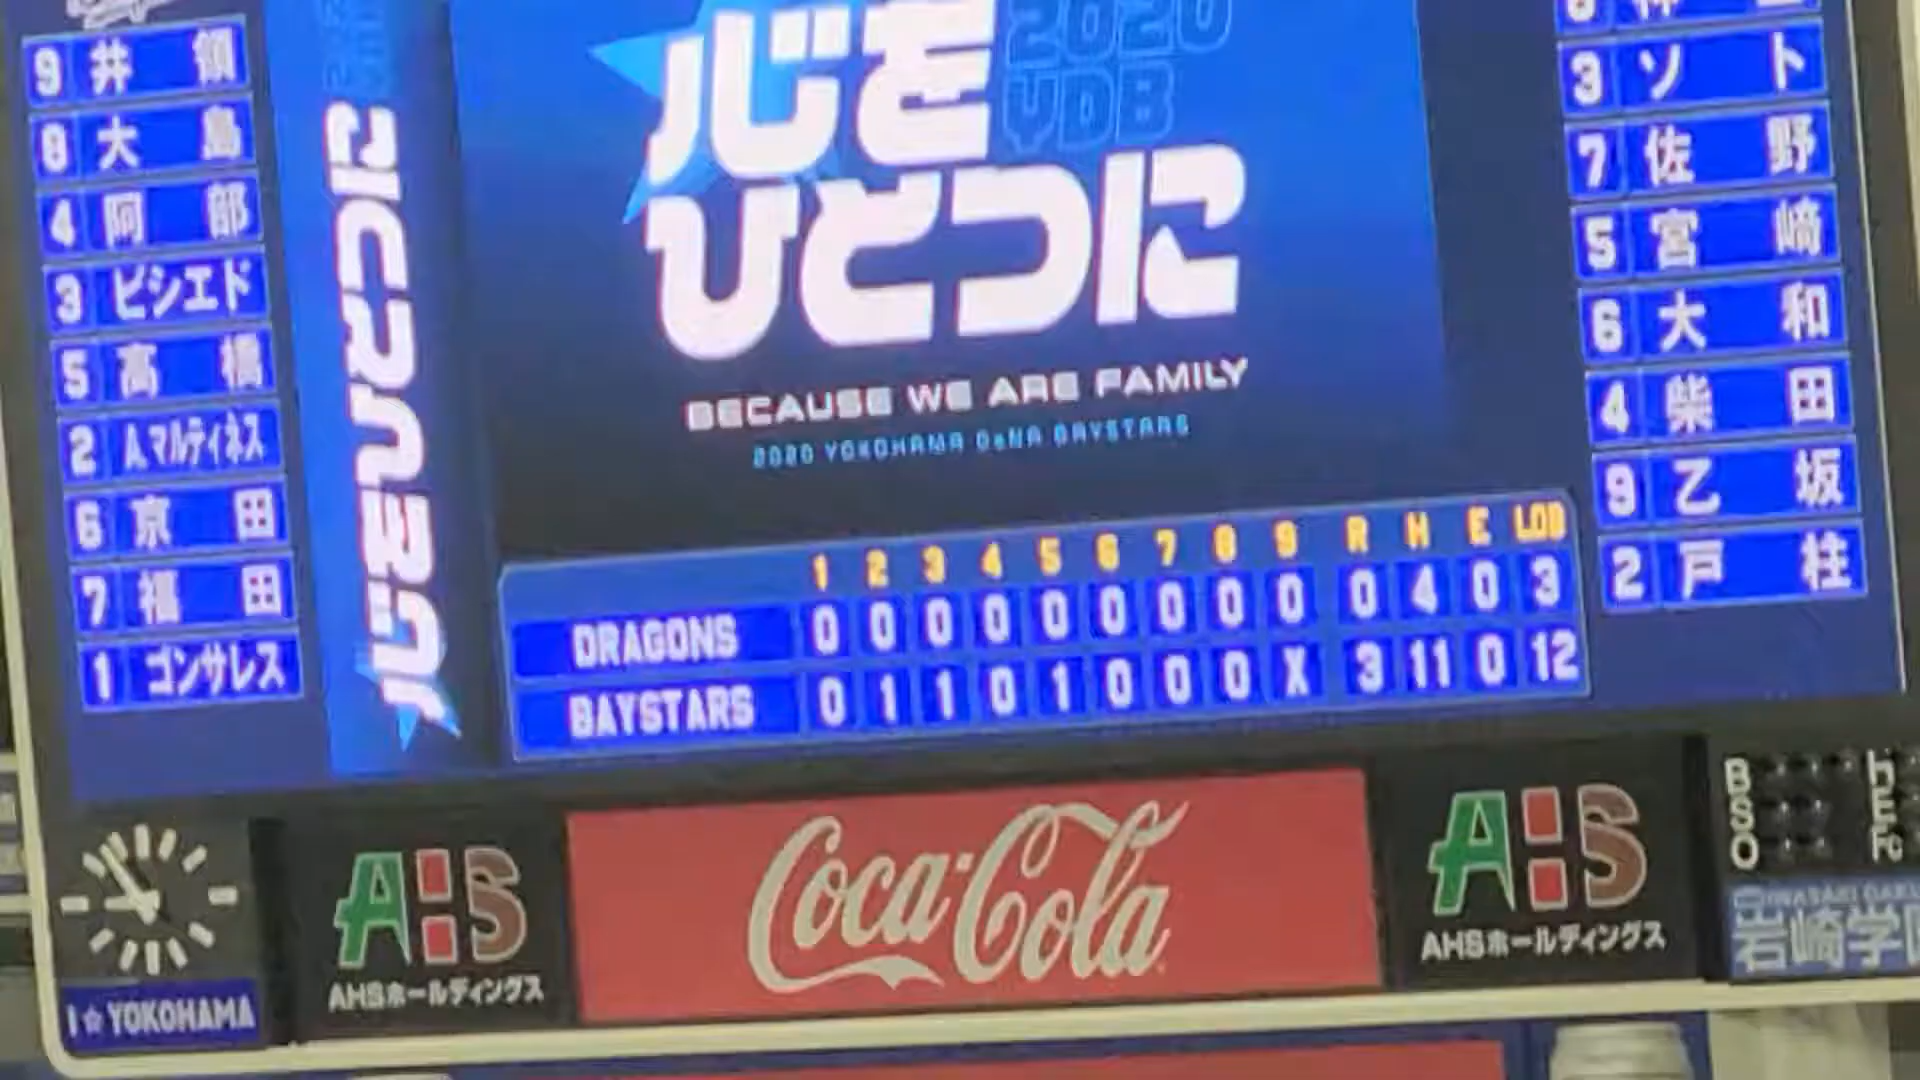 9 井領
8 大島
4 阿部
3 ビシエド
5 高橋
2 A.マルティネス
6 京田
7 福田
1 ゴンサレス
心をひとつに
心を
ひとつに
2020
YDB
BECAUSE WE ARE FAMILY
2020 YOKOHAMA DeNA BAYSTARS
3 ソト
7 佐野
5 宮﨑
6 大和
4 柴田
9 乙坂
2 戸柱
1 2 3 4 5 6 7 8 9 R H E LOB
DRAGONS 0 0 0 0 0 0 0 0 0 0 4 0 3
BAYSTARS 0 1 1 0 1 0 0 0 X 3 11 0 12
I☆YOKOHAMA
AHS
AHSホールディングス
Coca-Cola
AHS
AHSホールディングス
B
S
O
H
E
Fc
IWASAKI GAKU
岩崎学